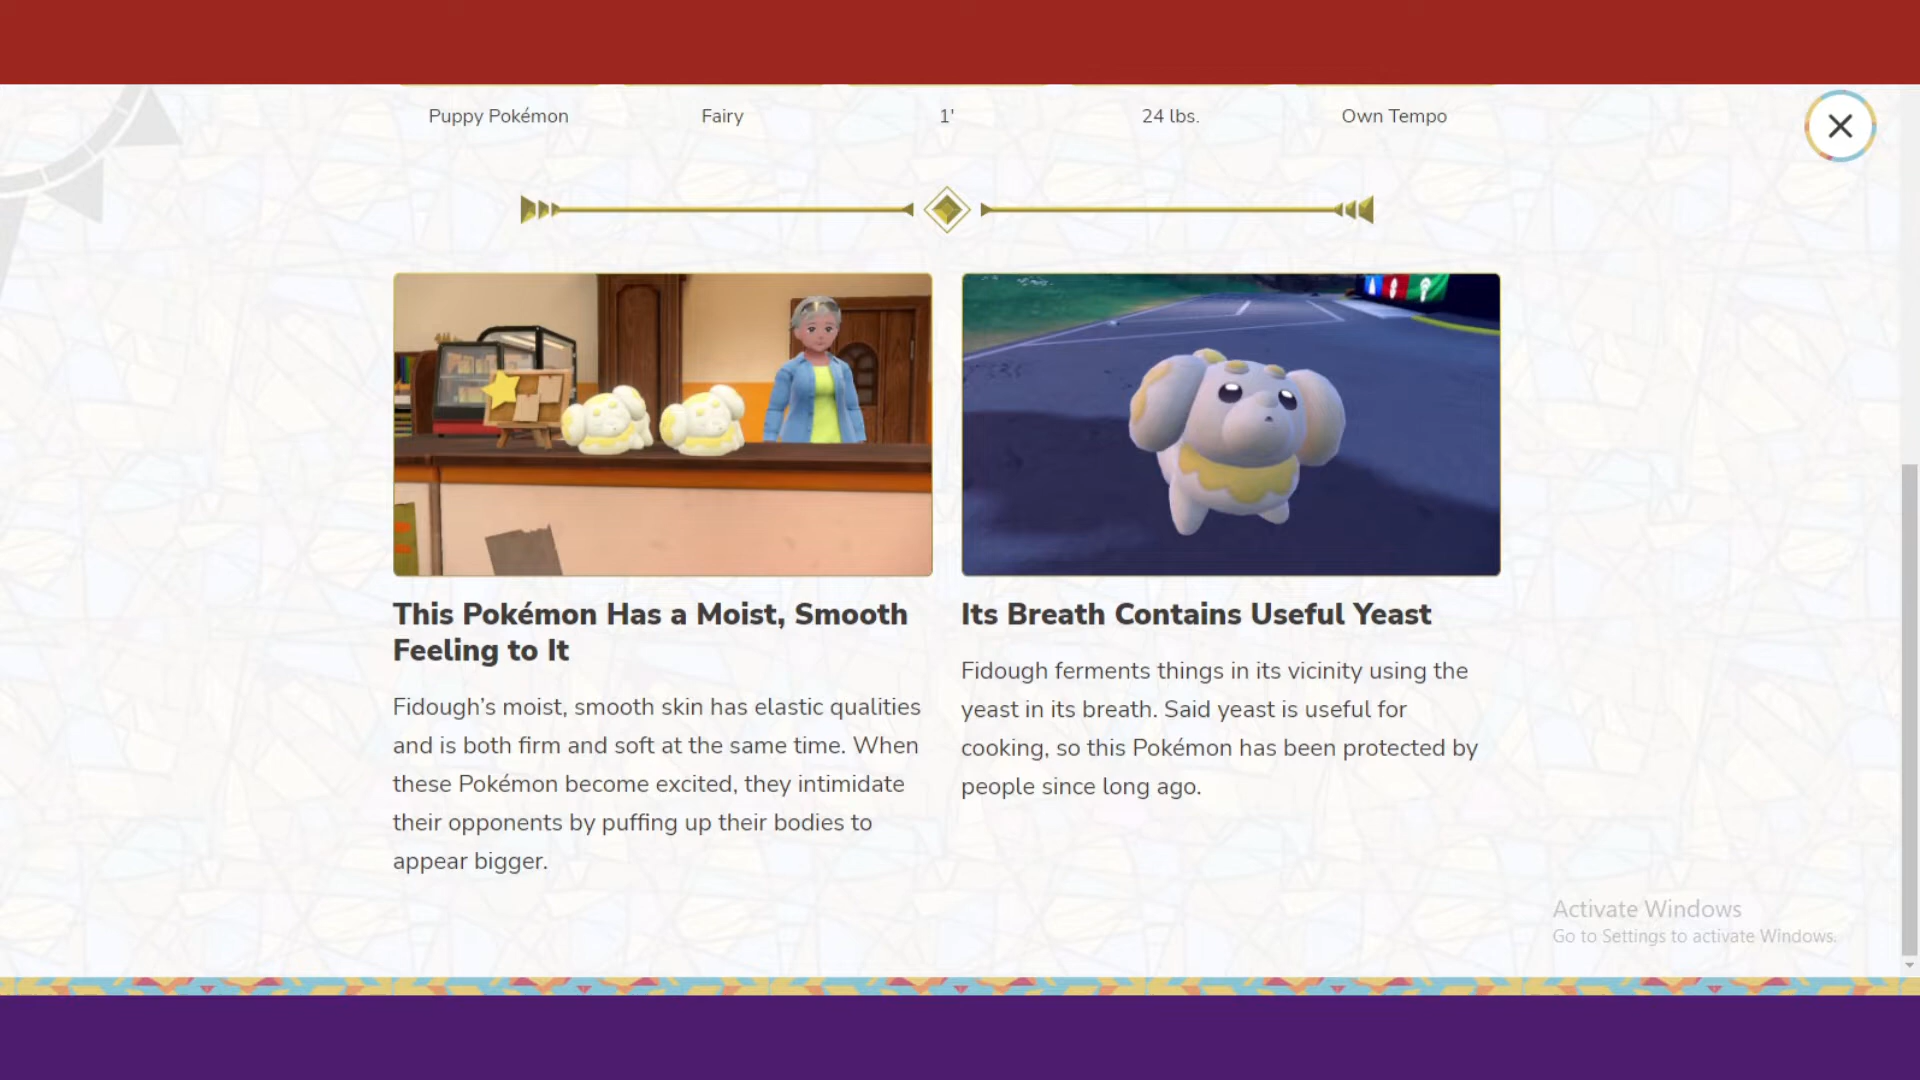 Puppy Pokémon
Fairy
1'
24 lbs.
Own Tempo
This Pokémon Has a Moist, Smooth
Feeling to It
Fidough’s moist, smooth skin has elastic qualities
and is both firm and soft at the same time. When
these Pokémon become excited, they intimidate
their opponents by puffing up their bodies to
appear bigger.
Its Breath Contains Useful Yeast
Fidough ferments things in its vicinity using the
yeast in its breath. Said yeast is useful for
cooking, so this Pokémon has been protected by
people since long ago.
Activate Windows
Go to Settings to activate Windows.